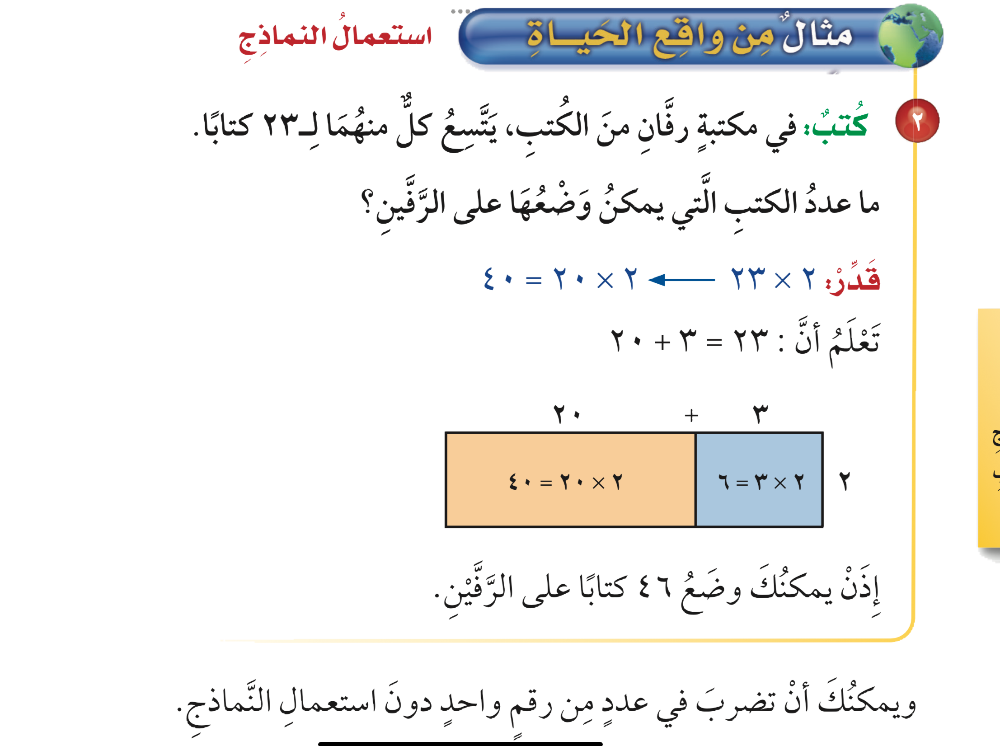 مثالٌ مِن واقِع الحَيـاةِ استعمالُ النماذِجِ
٢ كُتبٌ: في مكتبةٍ رفَّانِ منَ الكُتبِ، يَتَّسِعُ كلٌّ منهُمَا لِـ٢٣ كتابًا.
ما عددُ الكتبِ الَّتي يمكنُ وَضْعُهَا على الرَّفَّينِ؟
قَدِّرْ: ٢ × ٢٣ ← ٢ × ٢٠ = ٤٠
تَعْلَمُ أنَّ : ٢٣ = ٣ + ٢٠
٣ + ٢٠
٢ ٢ × ٣ = ٦ ٢ × ٢٠ = ٤٠
إِذَنْ يمكنُكَ وضَعُ ٤٦ كتابًا على الرَّفَّيْنِ.
ويمكنُكَ أنْ تضربَ في عددٍ مِن رقمٍ واحدٍ دونَ استعمالِ النَّماذجِ.